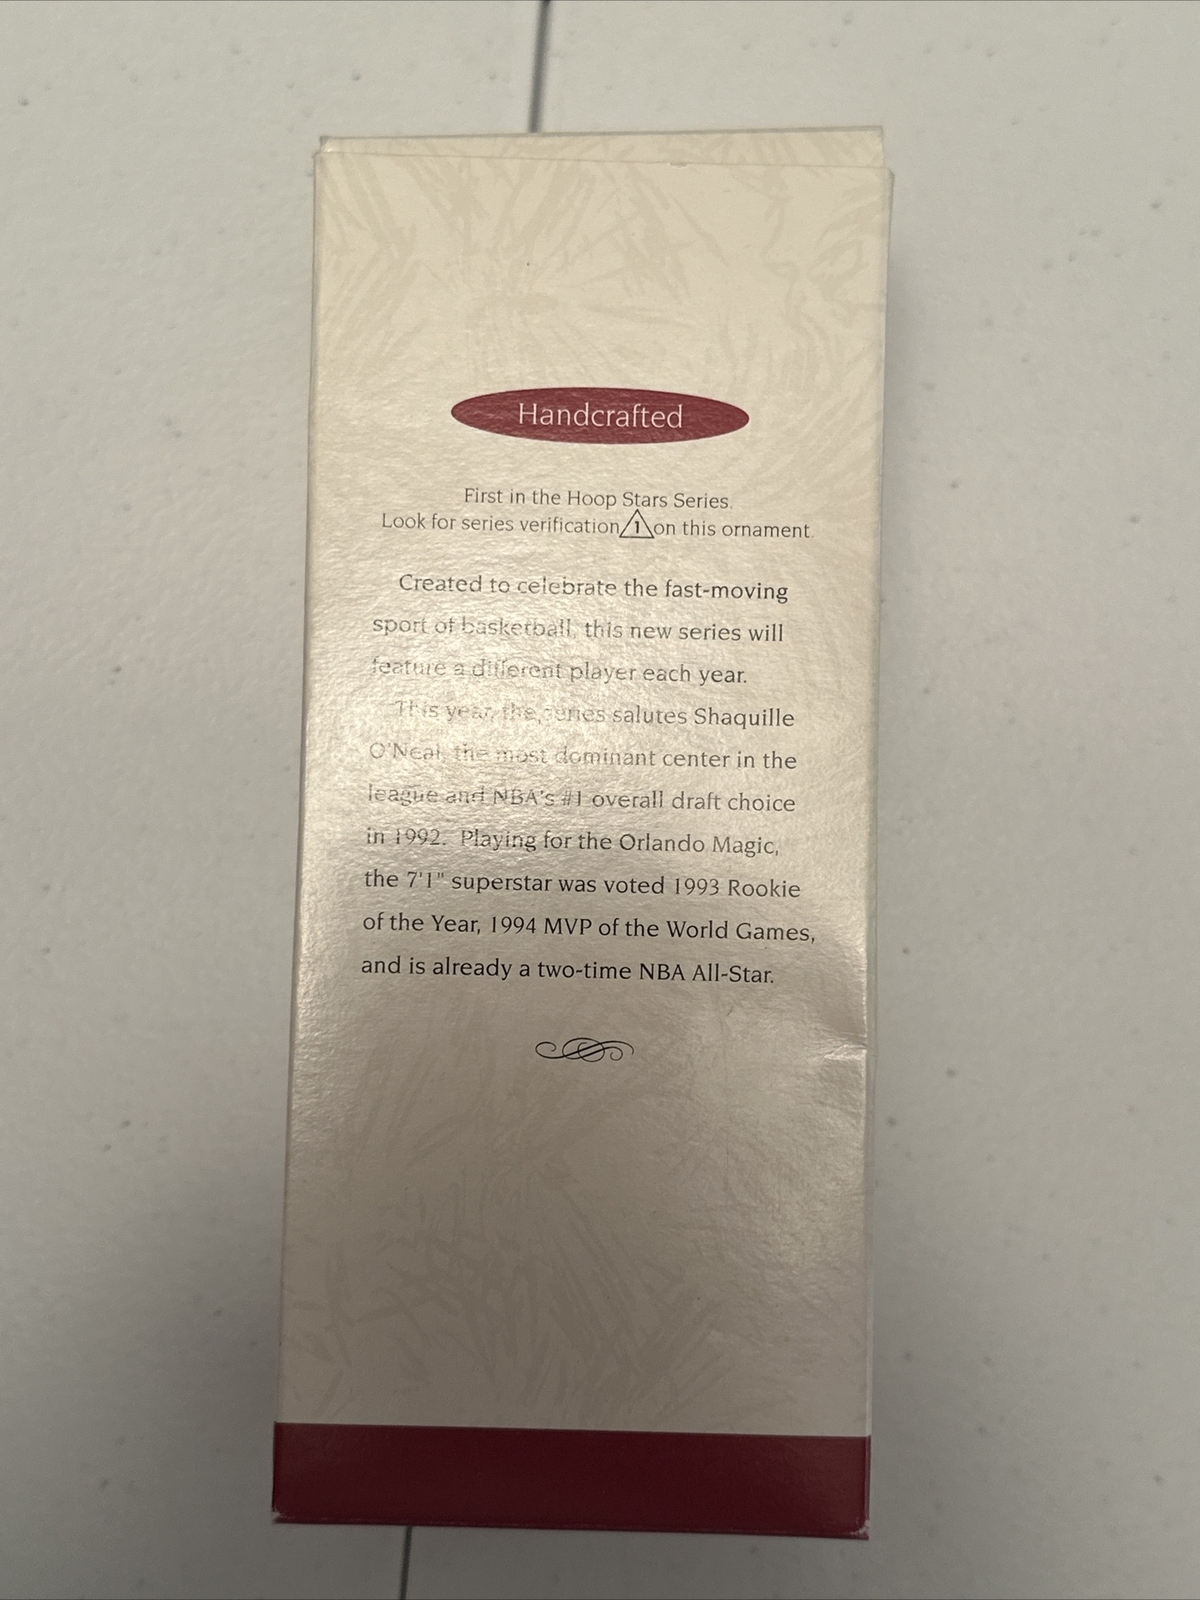 Handcrafted
First in the Hoop Stars Series.
Look for series verification 1 on this ornament.
Created to celebrate the fast-moving
sport of basketball, this new series will
feature a different player each year.
This year, the series salutes Shaquille
O'Neal, the most dominant center in the
league and NBA's #1 overall draft choice
in 1992. Playing for the Orlando Magic,
the 7'1" superstar was voted 1993 Rookie
of the Year, 1994 MVP of the World Games,
and is already a two-time NBA All-Star.